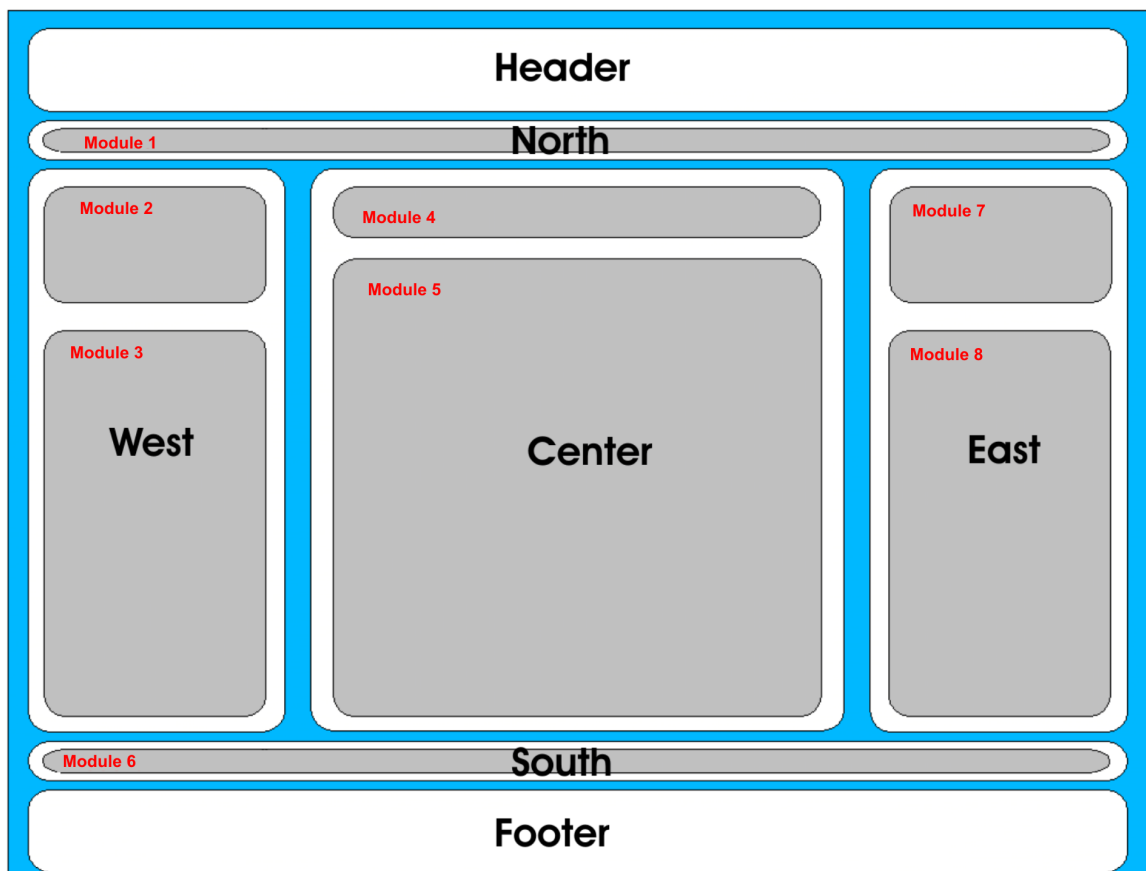 Header
Module 1
North
Module 2
Module 3
West
Module 4
Module 5
Center
Module 7
Module 8
East
Module 6
South
Footer